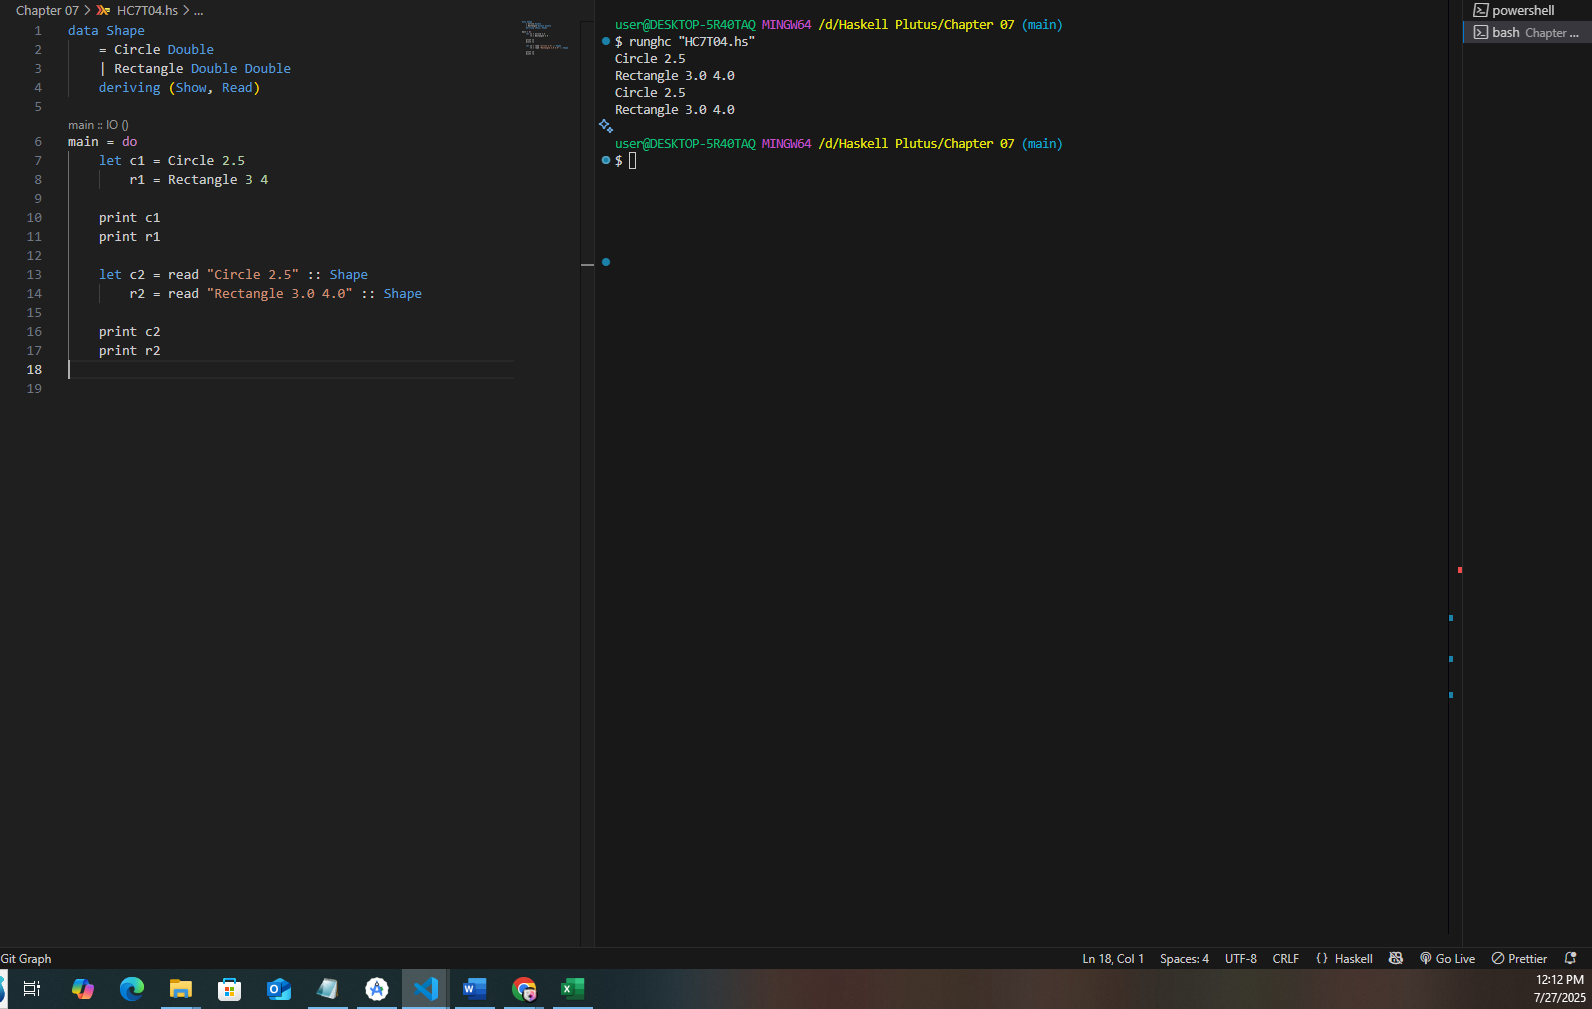 Chapter 07 > HC7T04.hs > ...
1 data Shape
2     = Circle Double
3     | Rectangle Double Double
4     deriving (Show, Read)
5
main :: IO ()
6 main = do
7     let c1 = Circle 2.5
8         r1 = Rectangle 3 4
9
10     print c1
11     print r1
12
13     let c2 = read "Circle 2.5" :: Shape
14         r2 = read "Rectangle 3.0 4.0" :: Shape
15
16     print c2
17     print r2
18
19
user@DESKTOP-5R40TAQ MINGW64 /d/Haskell Plutus/Chapter 07 (main)
$ runghc "HC7T04.hs"
Circle 2.5
Rectangle 3.0 4.0
Circle 2.5
Rectangle 3.0 4.0
user@DESKTOP-5R40TAQ MINGW64 /d/Haskell Plutus/Chapter 07 (main)
$
powershell
bash Chapter ...
Git Graph
Ln 18, Col 1 Spaces: 4 UTF-8 CRLF {} Haskell Go Live Prettier
12:12 PM
7/27/2025